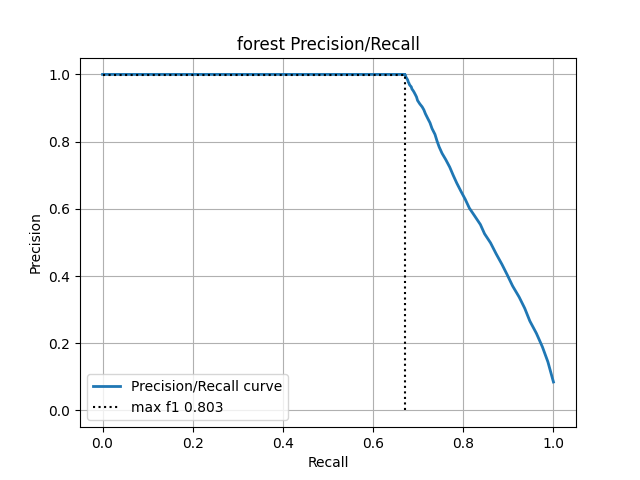 forest Precision/Recall
1.0
0.8
0.6
0.4
0.2
0.0
Precision
Precision/Recall curve
max f1 0.803
0.0 0.2 0.4 0.6 0.8 1.0
Recall